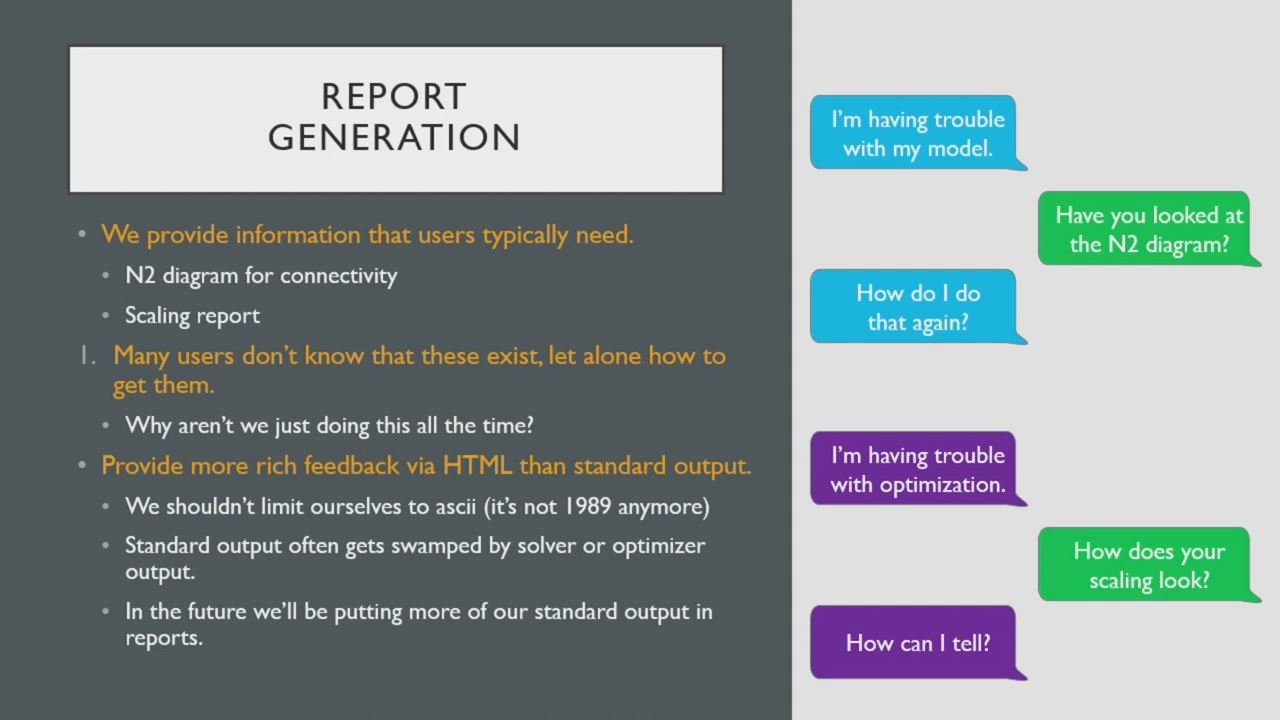 REPORT
GENERATION
• We provide information that users typically need.
• N2 diagram for connectivity
• Scaling report
1. Many users don't know that these exist, let alone how to
get them.
• Why aren't we just doing this all the time?
• Provide more rich feedback via HTML than standard output.
• We shouldn't limit ourselves to ascii (it's not 1989 anymore)
• Standard output often gets swamped by solver or optimizer
output.
• In the future we'll be putting more of our standard output in
reports.
I'm having trouble
with my model.
Have you looked at
the N2 diagram?
How do I do
that again?
I'm having trouble
with optimization.
How does your
scaling look?
How can I tell?